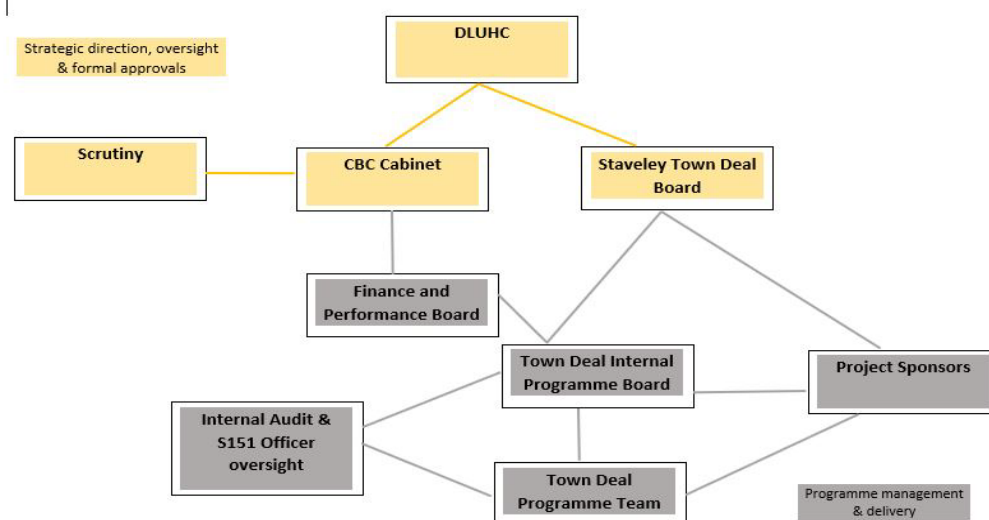 DLUHC
Strategic direction, oversight
& formal approvals
Scrutiny
CBC Cabinet
Staveley Town Deal
Board
Finance and
Performance Board
Town Deal Internal
Programme Board
Project Sponsors
Internal Audit &
S151 Officer
oversight
Town Deal
Programme Team
Programme management
& delivery